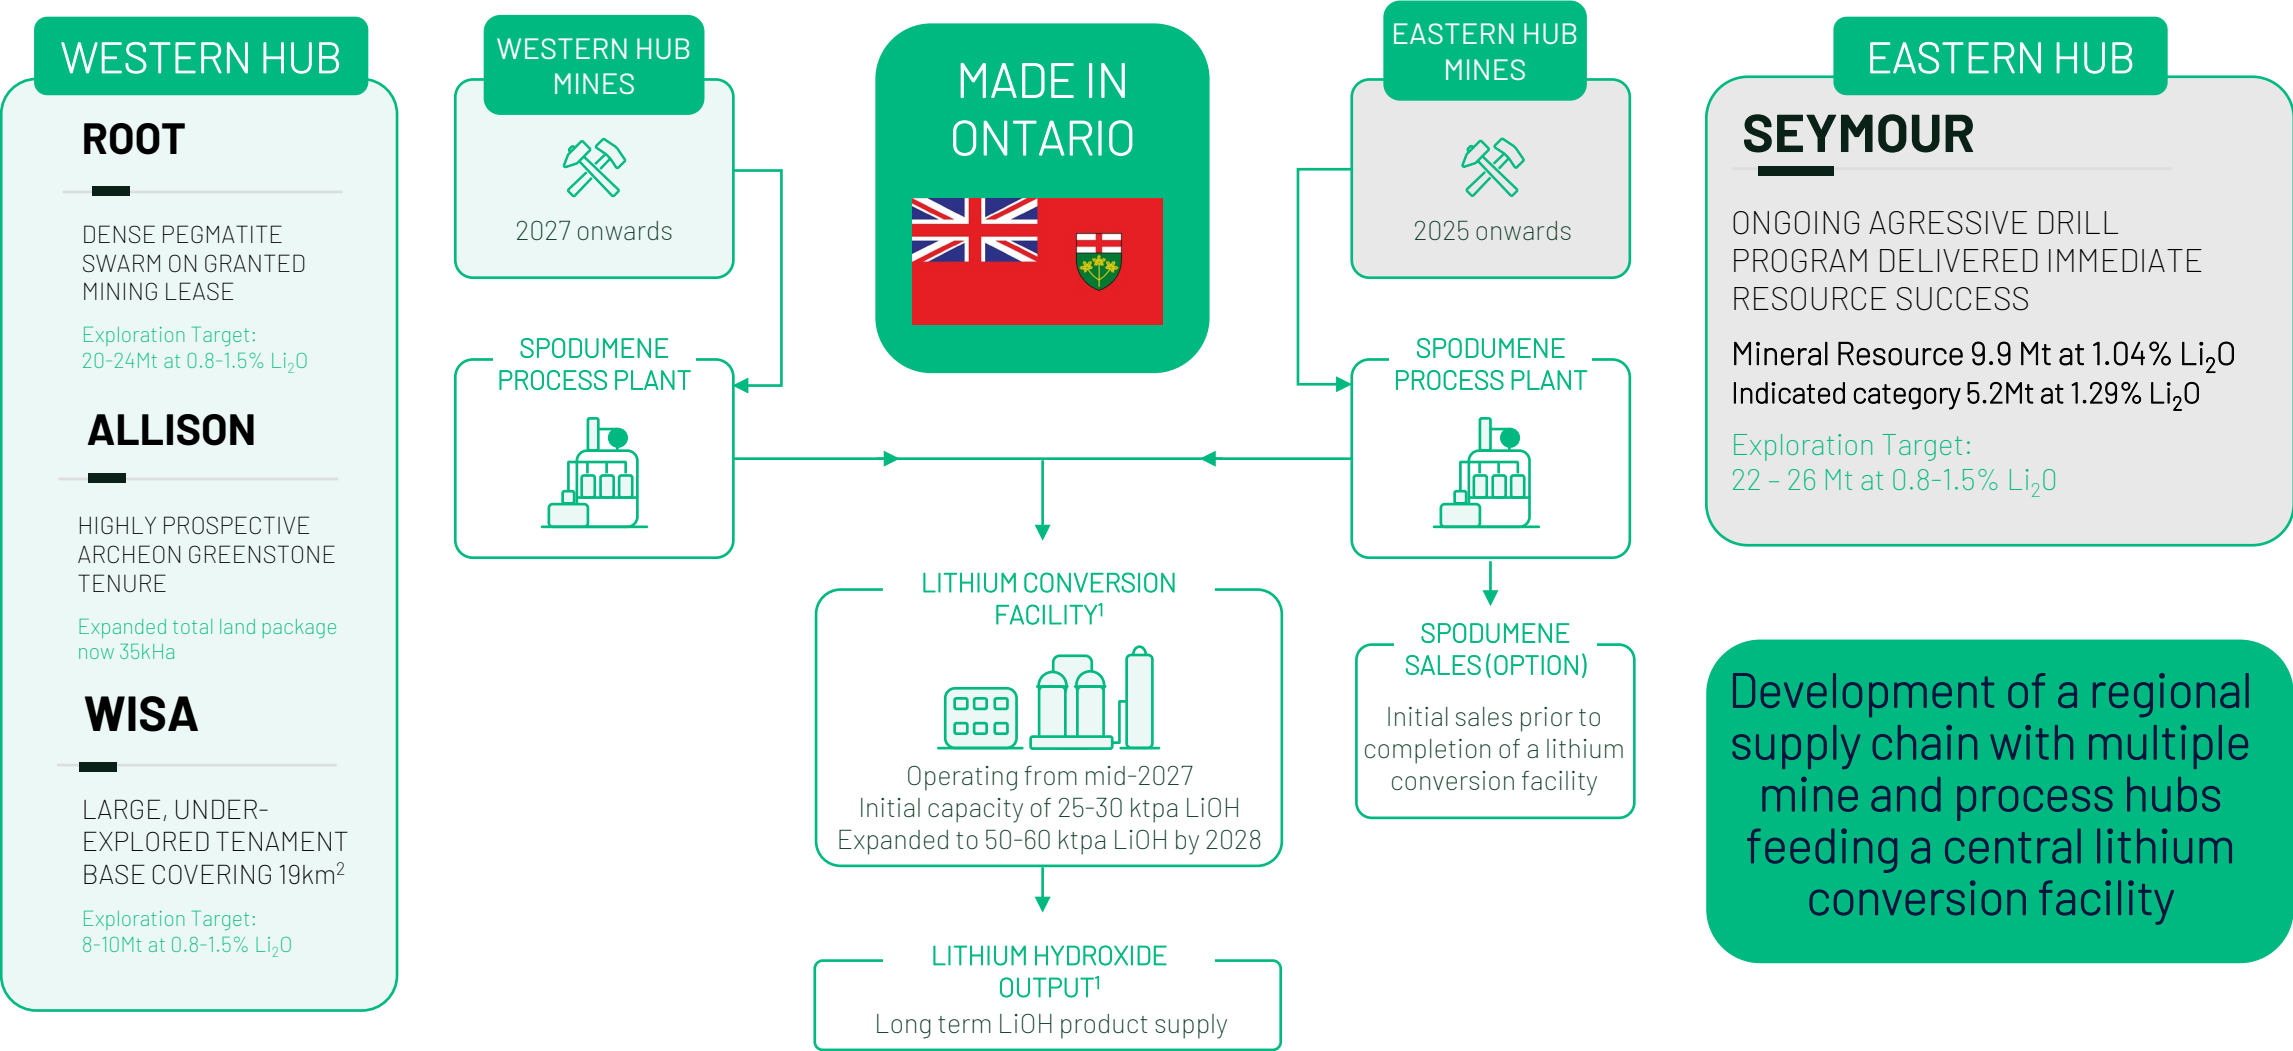 WESTERN HUB
ROOT
DENSE PEGMATITE
SWARM ON GRANTED
MINING LEASE
Exploration Target:
20-24Mt at 0.8-1.5% Li₂O
ALLISON
HIGHLY PROSPECTIVE
ARCHEON GREENSTONE
TENURE
Expanded total land package
now 35kHa
WISA
LARGE, UNDER-
EXPLORED TENAMENT
BASE COVERING 19km²
Exploration Target:
8-10Mt at 0.8-1.5% Li₂O
WESTERN HUB
MINES
2027 onwards
SPODUMENE
PROCESS PLANT
MADE IN
ONTARIO
EASTERN HUB
MINES
2025 onwards
SPODUMENE
PROCESS PLANT
LITHIUM CONVERSION
FACILITY¹
Operating from mid-2027
Initial capacity of 25-30 ktpa LiOH
Expanded to 50-60 ktpa LiOH by 2028
LITHIUM HYDROXIDE
OUTPUT¹
Long term LiOH product supply
SPODUMENE
SALES (OPTION)
Initial sales prior to
completion of a lithium
conversion facility
EASTERN HUB
SEYMOUR
ONGOING AGRESSIVE DRILL
PROGRAM DELIVERED IMMEDIATE
RESOURCE SUCCESS
Mineral Resource 9.9 Mt at 1.04% Li₂O
Indicated category 5.2Mt at 1.29% Li₂O
Exploration Target:
22 – 26 Mt at 0.8-1.5% Li₂O
Development of a regional
supply chain with multiple
mine and process hubs
feeding a central lithium
conversion facility